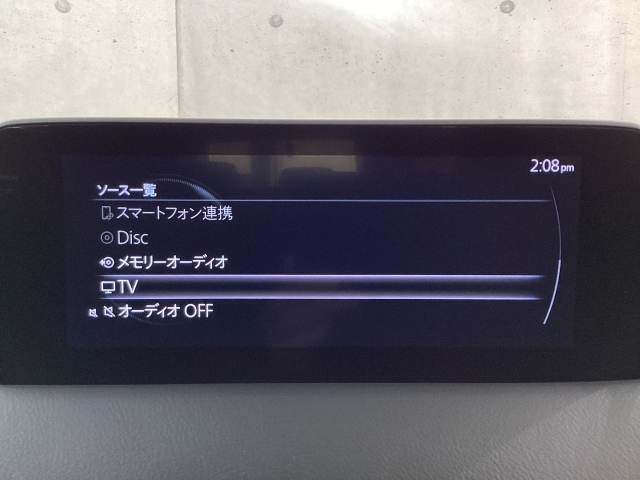 2:08pm
ソース一覧
スマートフォン連携
Disc
メモリーオーディオ
TV
オーディオ OFF